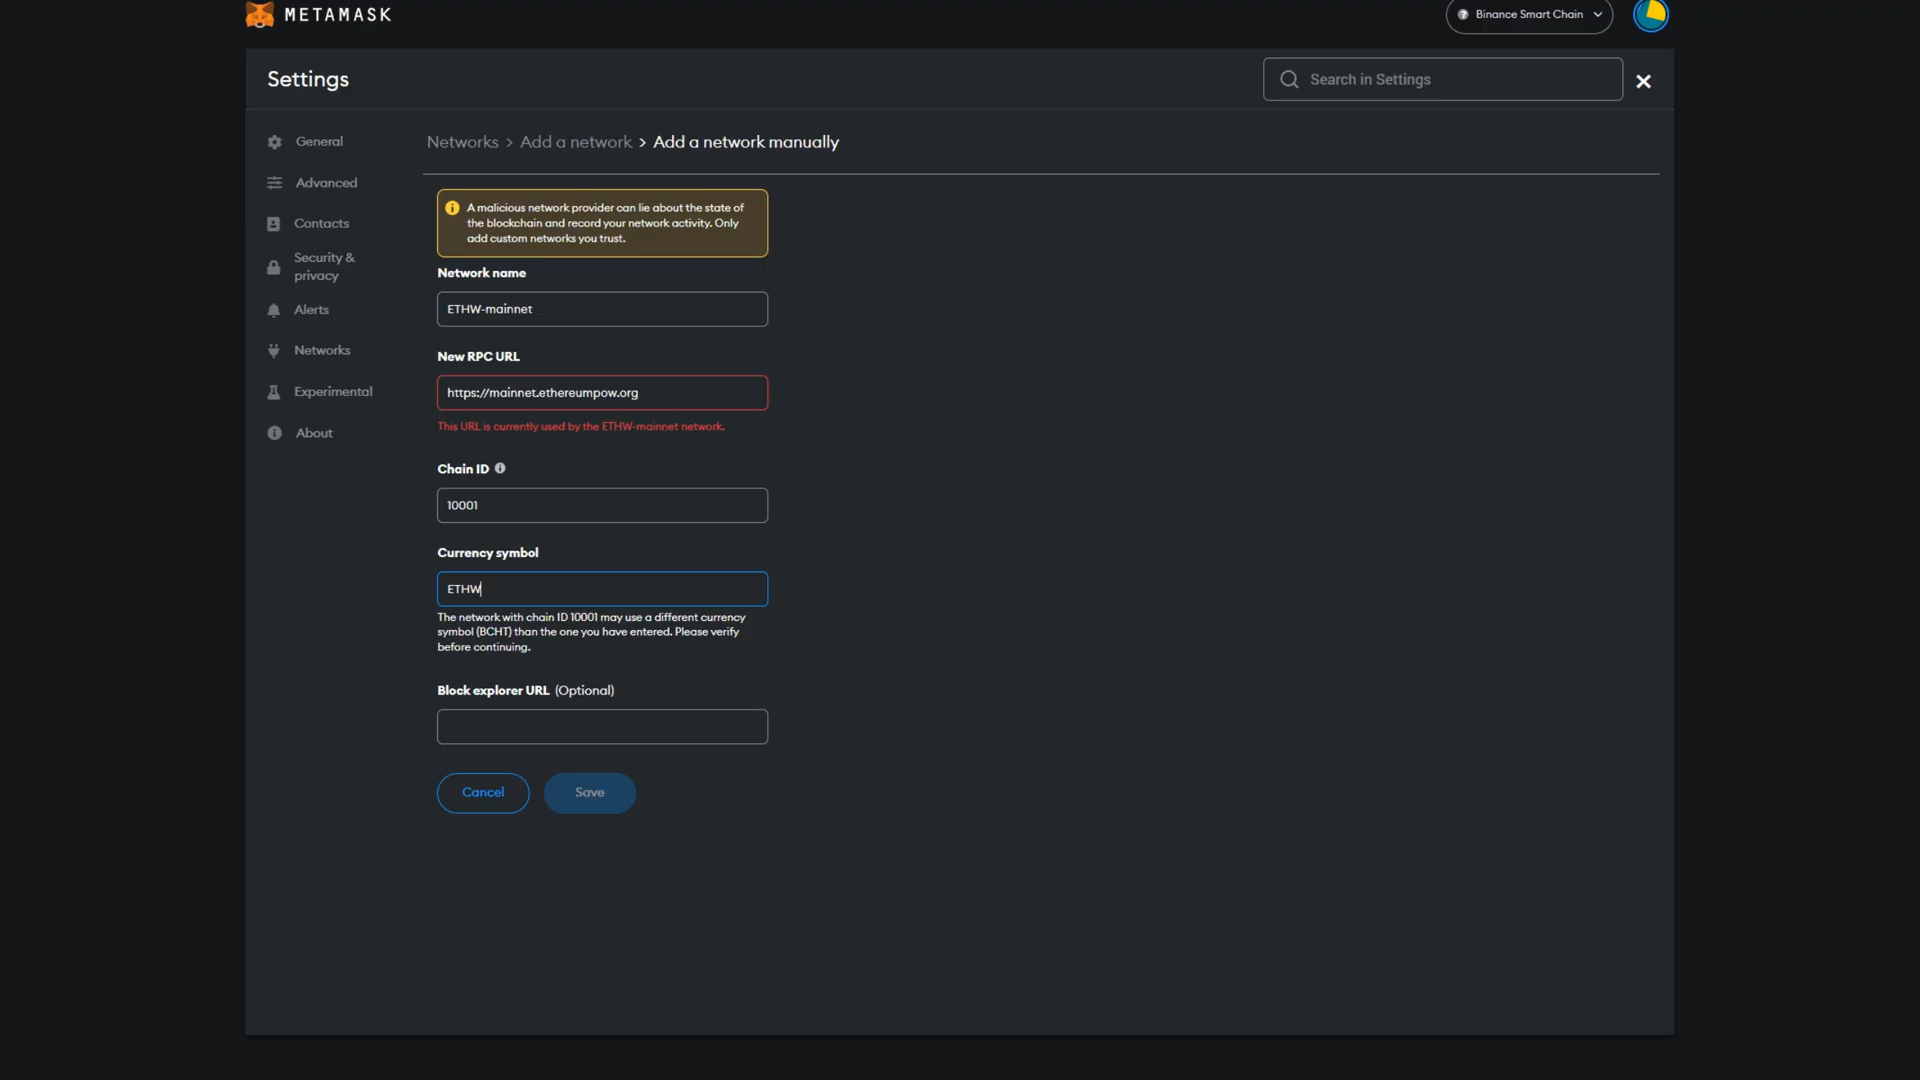 METAMASK
Binance Smart Chain
Settings
Search in Settings
General
Advanced
Contacts
Security &
privacy
Alerts
Networks
Experimental
About
Networks > Add a network > Add a network manually
A malicious network provider can lie about the state of
the blockchain and record your network activity. Only
add custom networks you trust.
Network name
ETHW-mainnet
New RPC URL
https://mainnet.ethereumpow.org
This URL is currently used by the ETHW-mainnet network.
Chain ID
10001
Currency symbol
ETHW
The network with chain ID 10001 may use a different currency
symbol (BCHT) than the one you have entered. Please verify
before continuing.
Block explorer URL (Optional)
Cancel
Save